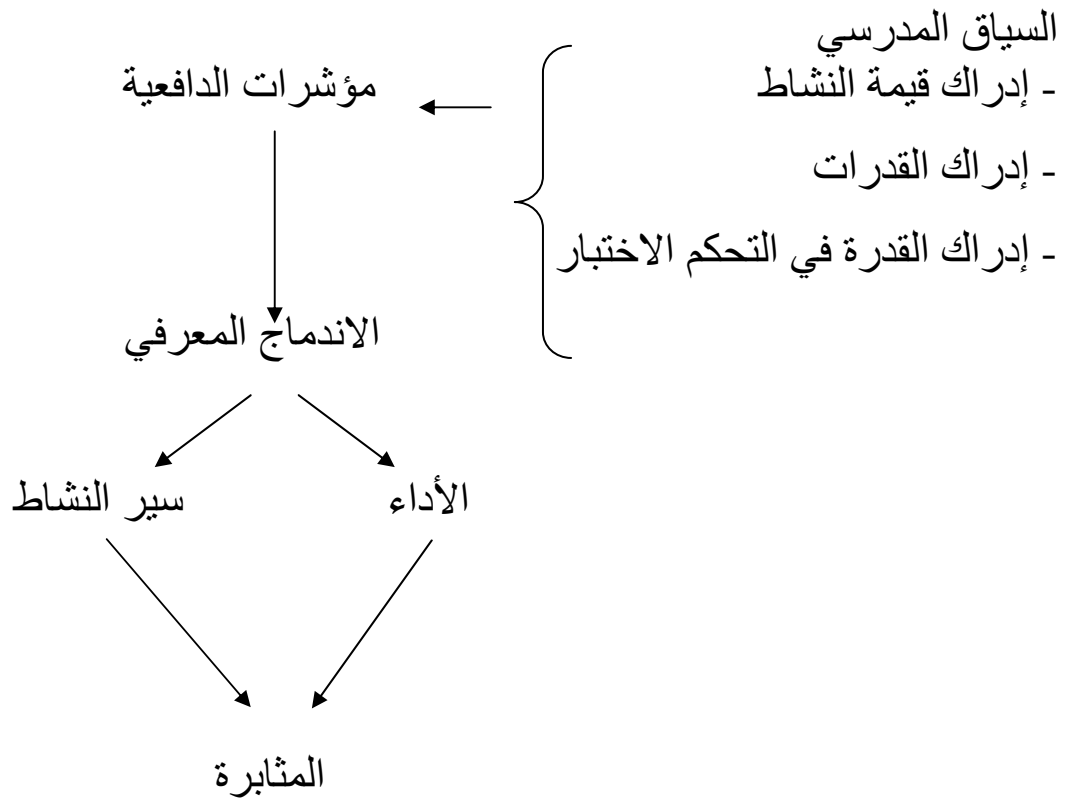 السياق المدرسي
- إدراك قيمة النشاط
مؤشرات الدافعية
- إدراك القدرات
- إدراك القدرة في التحكم الاختبار
الاندماج المعرفي
الأداء
سير النشاط
المثابرة